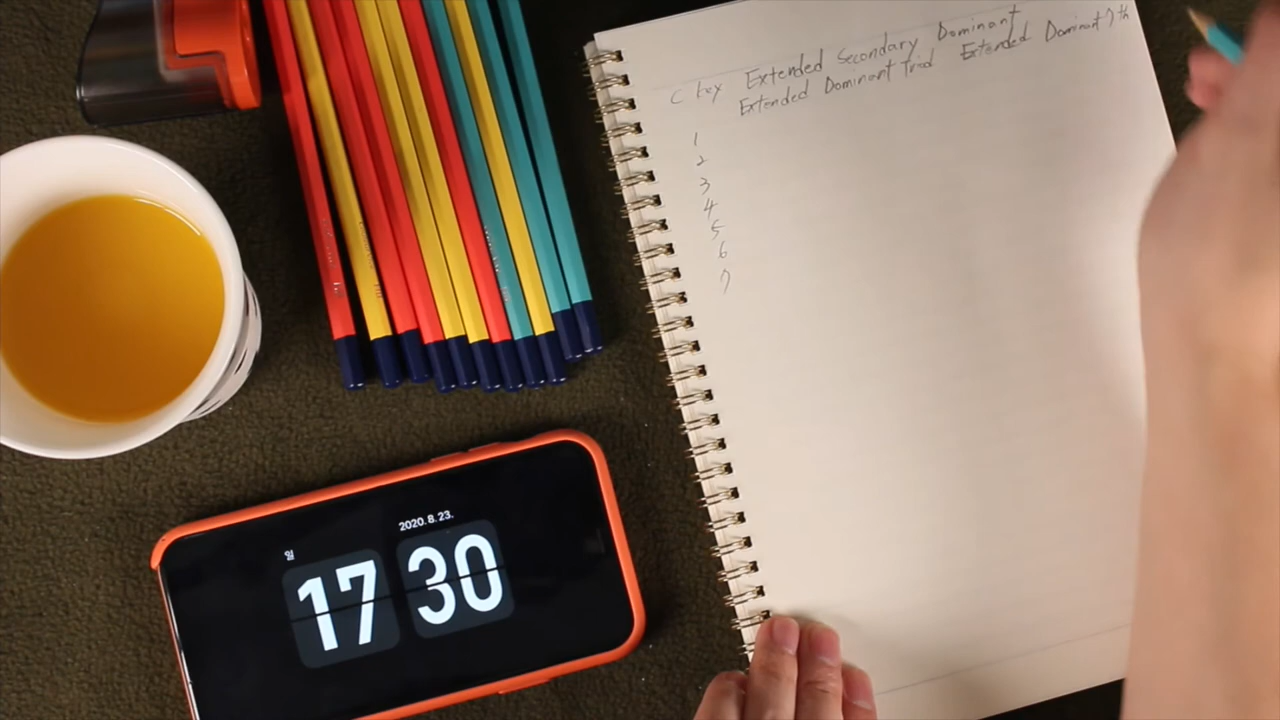 C key Extended Secondary Dominant
Extended Dominant Triad Extended Dominant 7th
1
2
3
4
5
6
7
2020. 8. 23.
일
17 30